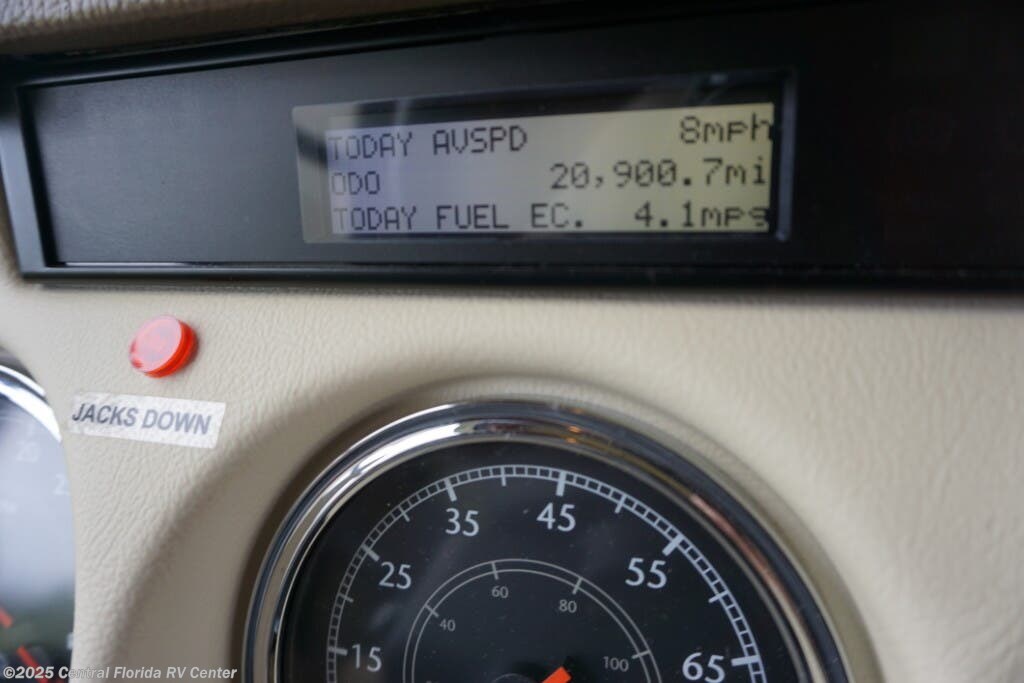 TODAY AVSPD 8mph
ODO 20,900.7mi
TODAY FUEL EC. 4.1mpg
JACKS DOWN
35 45
25 55
15 65
60 80
40 100
©2025 Central Florida RV Center